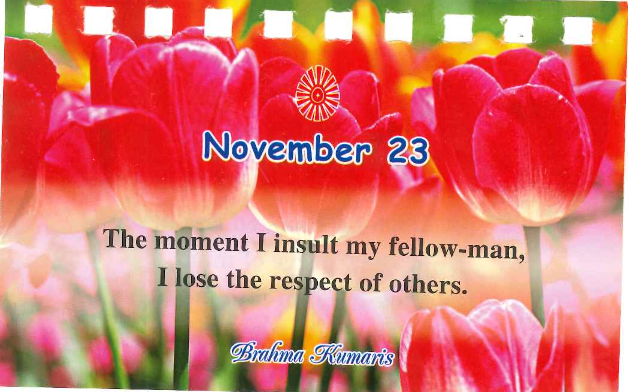 November 23
The moment I insult my fellow-man,
I lose the respect of others.
Brahma Kumaris